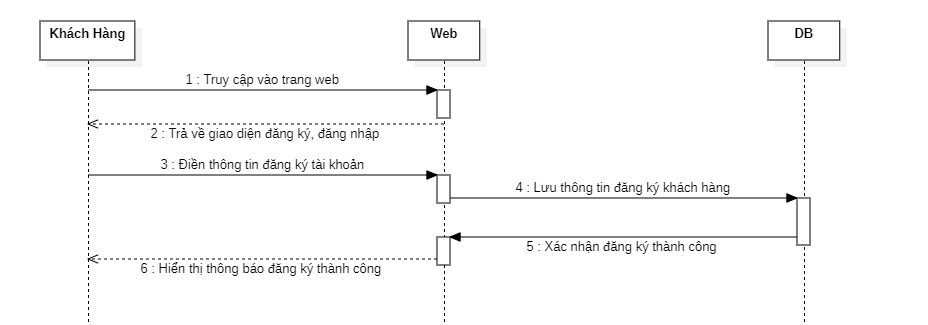 Khách Hàng
Web
DB
1 : Truy cập vào trang web
2 : Trả về giao diện đăng ký, đăng nhập
3 : Điền thông tin đăng ký tài khoản
4 : Lưu thông tin đăng ký khách hàng
5 : Xác nhận đăng ký thành công
6 : Hiển thị thông báo đăng ký thành công